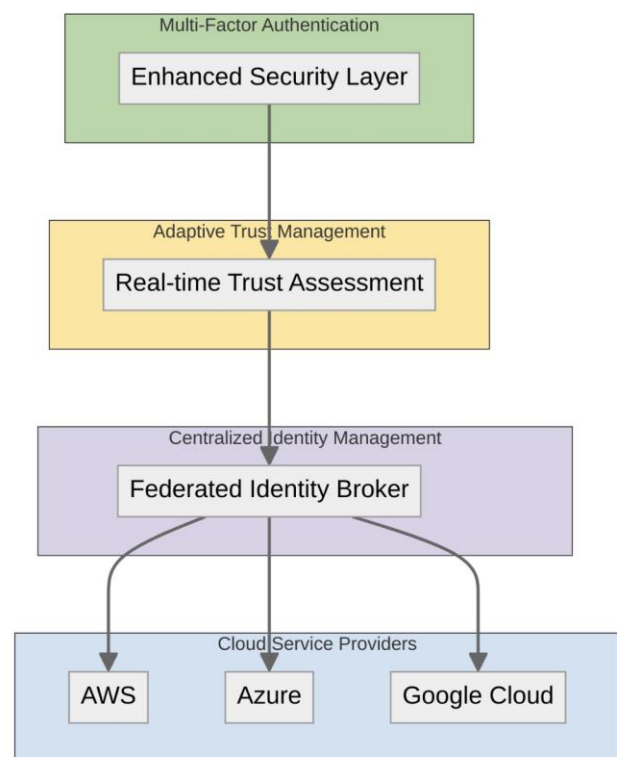 Multi-Factor Authentication
Enhanced Security Layer
Adaptive Trust Management
Real-time Trust Assessment
Centralized Identity Management
Federated Identity Broker
Cloud Service Providers
AWS
Azure
Google Cloud